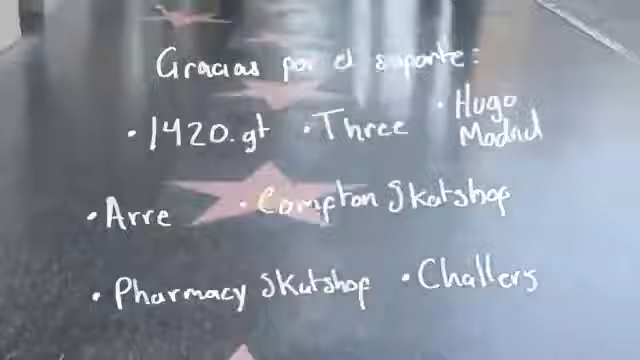 Gracias por el soporte:
• 1420.gt • Three • Hugo Madrid
• Arre • Compton Skatshop
• Pharmacy Skatshop • Challers